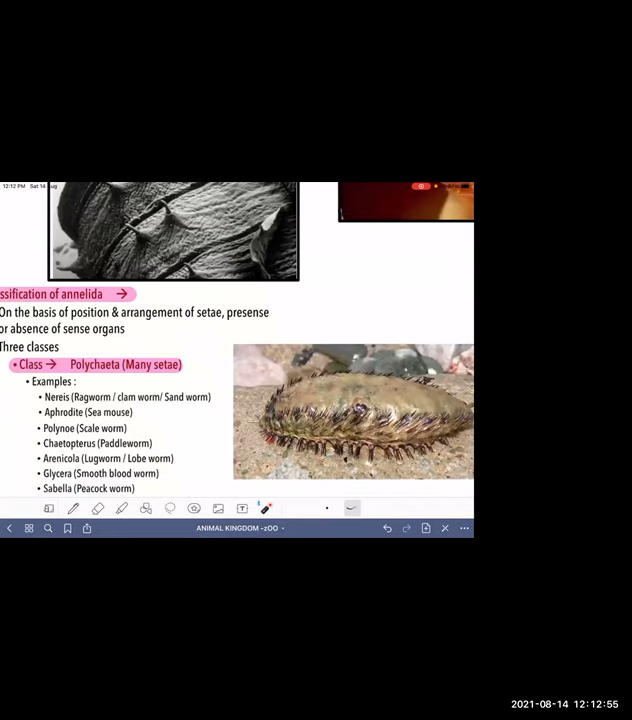 12:12 PM Sat 14 Aug
ssification of annelida →
On the basis of position & arrangement of setae, presense
or absence of sense organs
Three classes
• Class → Polychaeta (Many setae)
• Examples :
• Nereis (Ragworm / clam worm/ Sand worm)
• Aphrodite (Sea mouse)
• Polynoe (Scale worm)
• Chaetopterus (Paddleworm)
• Arenicola (Lugworm / Lobe worm)
• Glycera (Smooth blood worm)
• Sabella (Peacock worm)
ANIMAL KINGDOM -zOO
2021-08-14 12:12:55